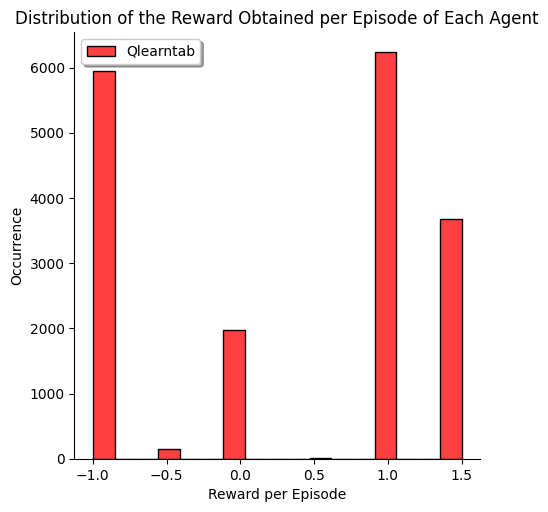 Distribution of the Reward Obtained per Episode of Each Agent
Qlearntab
6000
5000
4000
3000
2000
1000
0
Occurrence
−1.0 −0.5 0.0 0.5 1.0 1.5
Reward per Episode